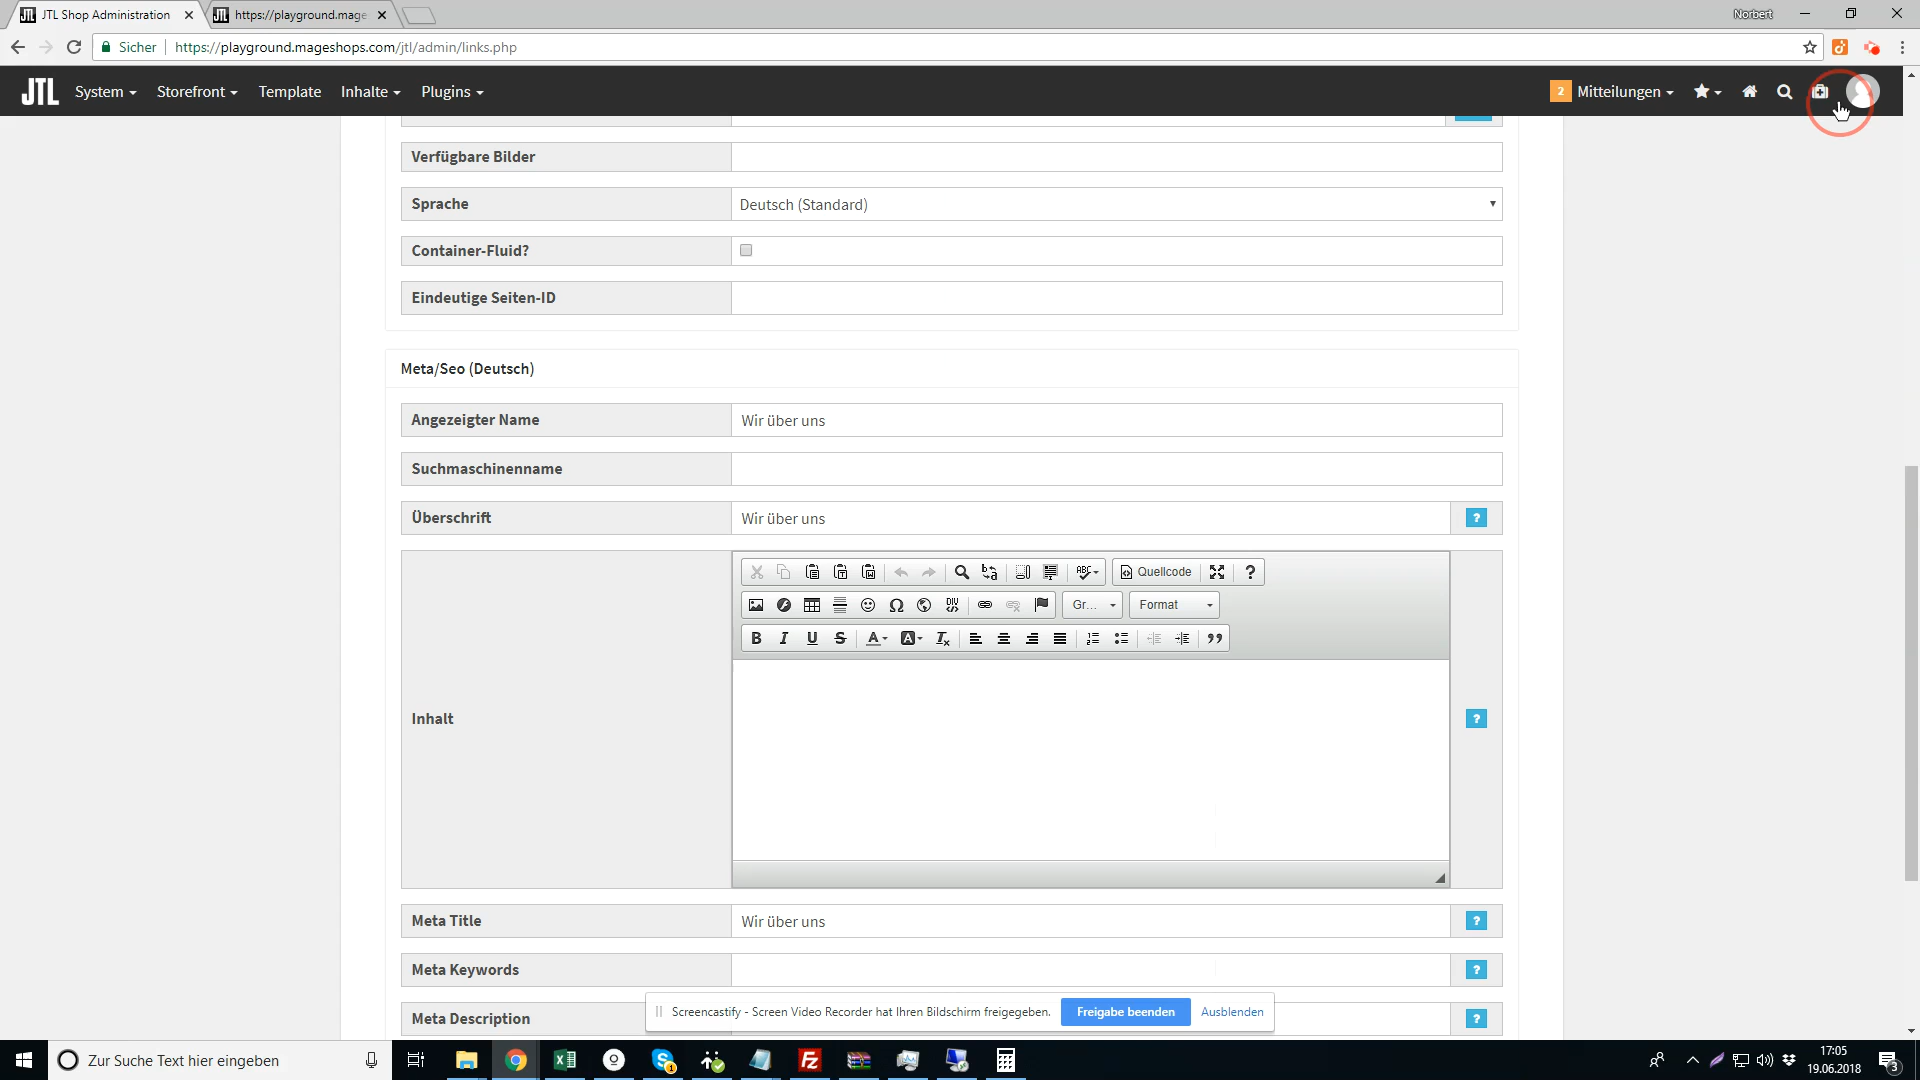 JTL Shop Administration
https://playground.mage
Norbert
Sicher
https://playground.mageshops.com/jtl/admin/links.php
JTL System Storefront Template Inhalte Plugins
2 Mitteilungen
Verfügbare Bilder
Sprache Deutsch (Standard)
Container-Fluid?
Eindeutige Seiten-ID
Meta/Seo (Deutsch)
Angezeigter Name Wir über uns
Suchmaschinenname
Überschrift Wir über uns ?
ABC Quellcode ?
Gr... Format
B I U S A A Tx
Inhalt ?
Meta Title Wir über uns ?
Meta Keywords ?
Meta Description ?
Screencastify - Screen Video Recorder hat Ihren Bildschirm freigegeben. Freigabe beenden Ausblenden
Zur Suche Text hier eingeben
17:05
19.06.2018
3